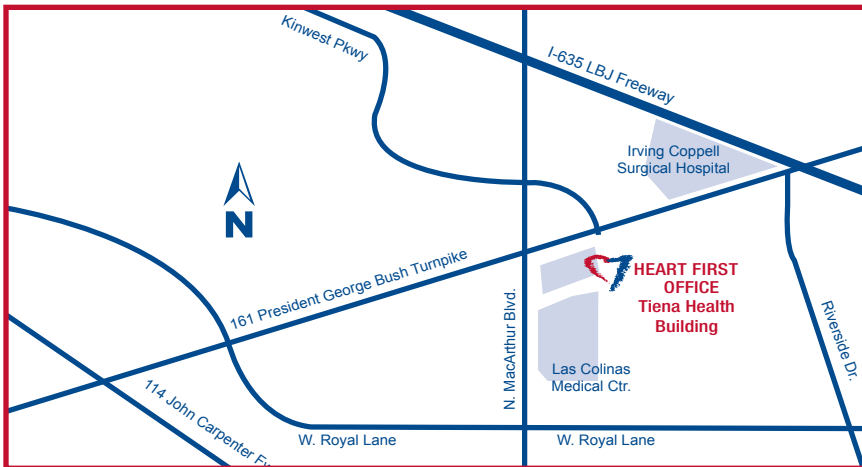 Kinwest Pkwy
I-635 LBJ Freeway
Irving Coppell
Surgical Hospital
N
161 President George Bush Turnpike
HEART FIRST
OFFICE
Tiena Health
Building
N. MacArthur Blvd.
Riverside Dr.
Las Colinas
Medical Ctr.
114 John Carpenter
W. Royal Lane
W. Royal Lane